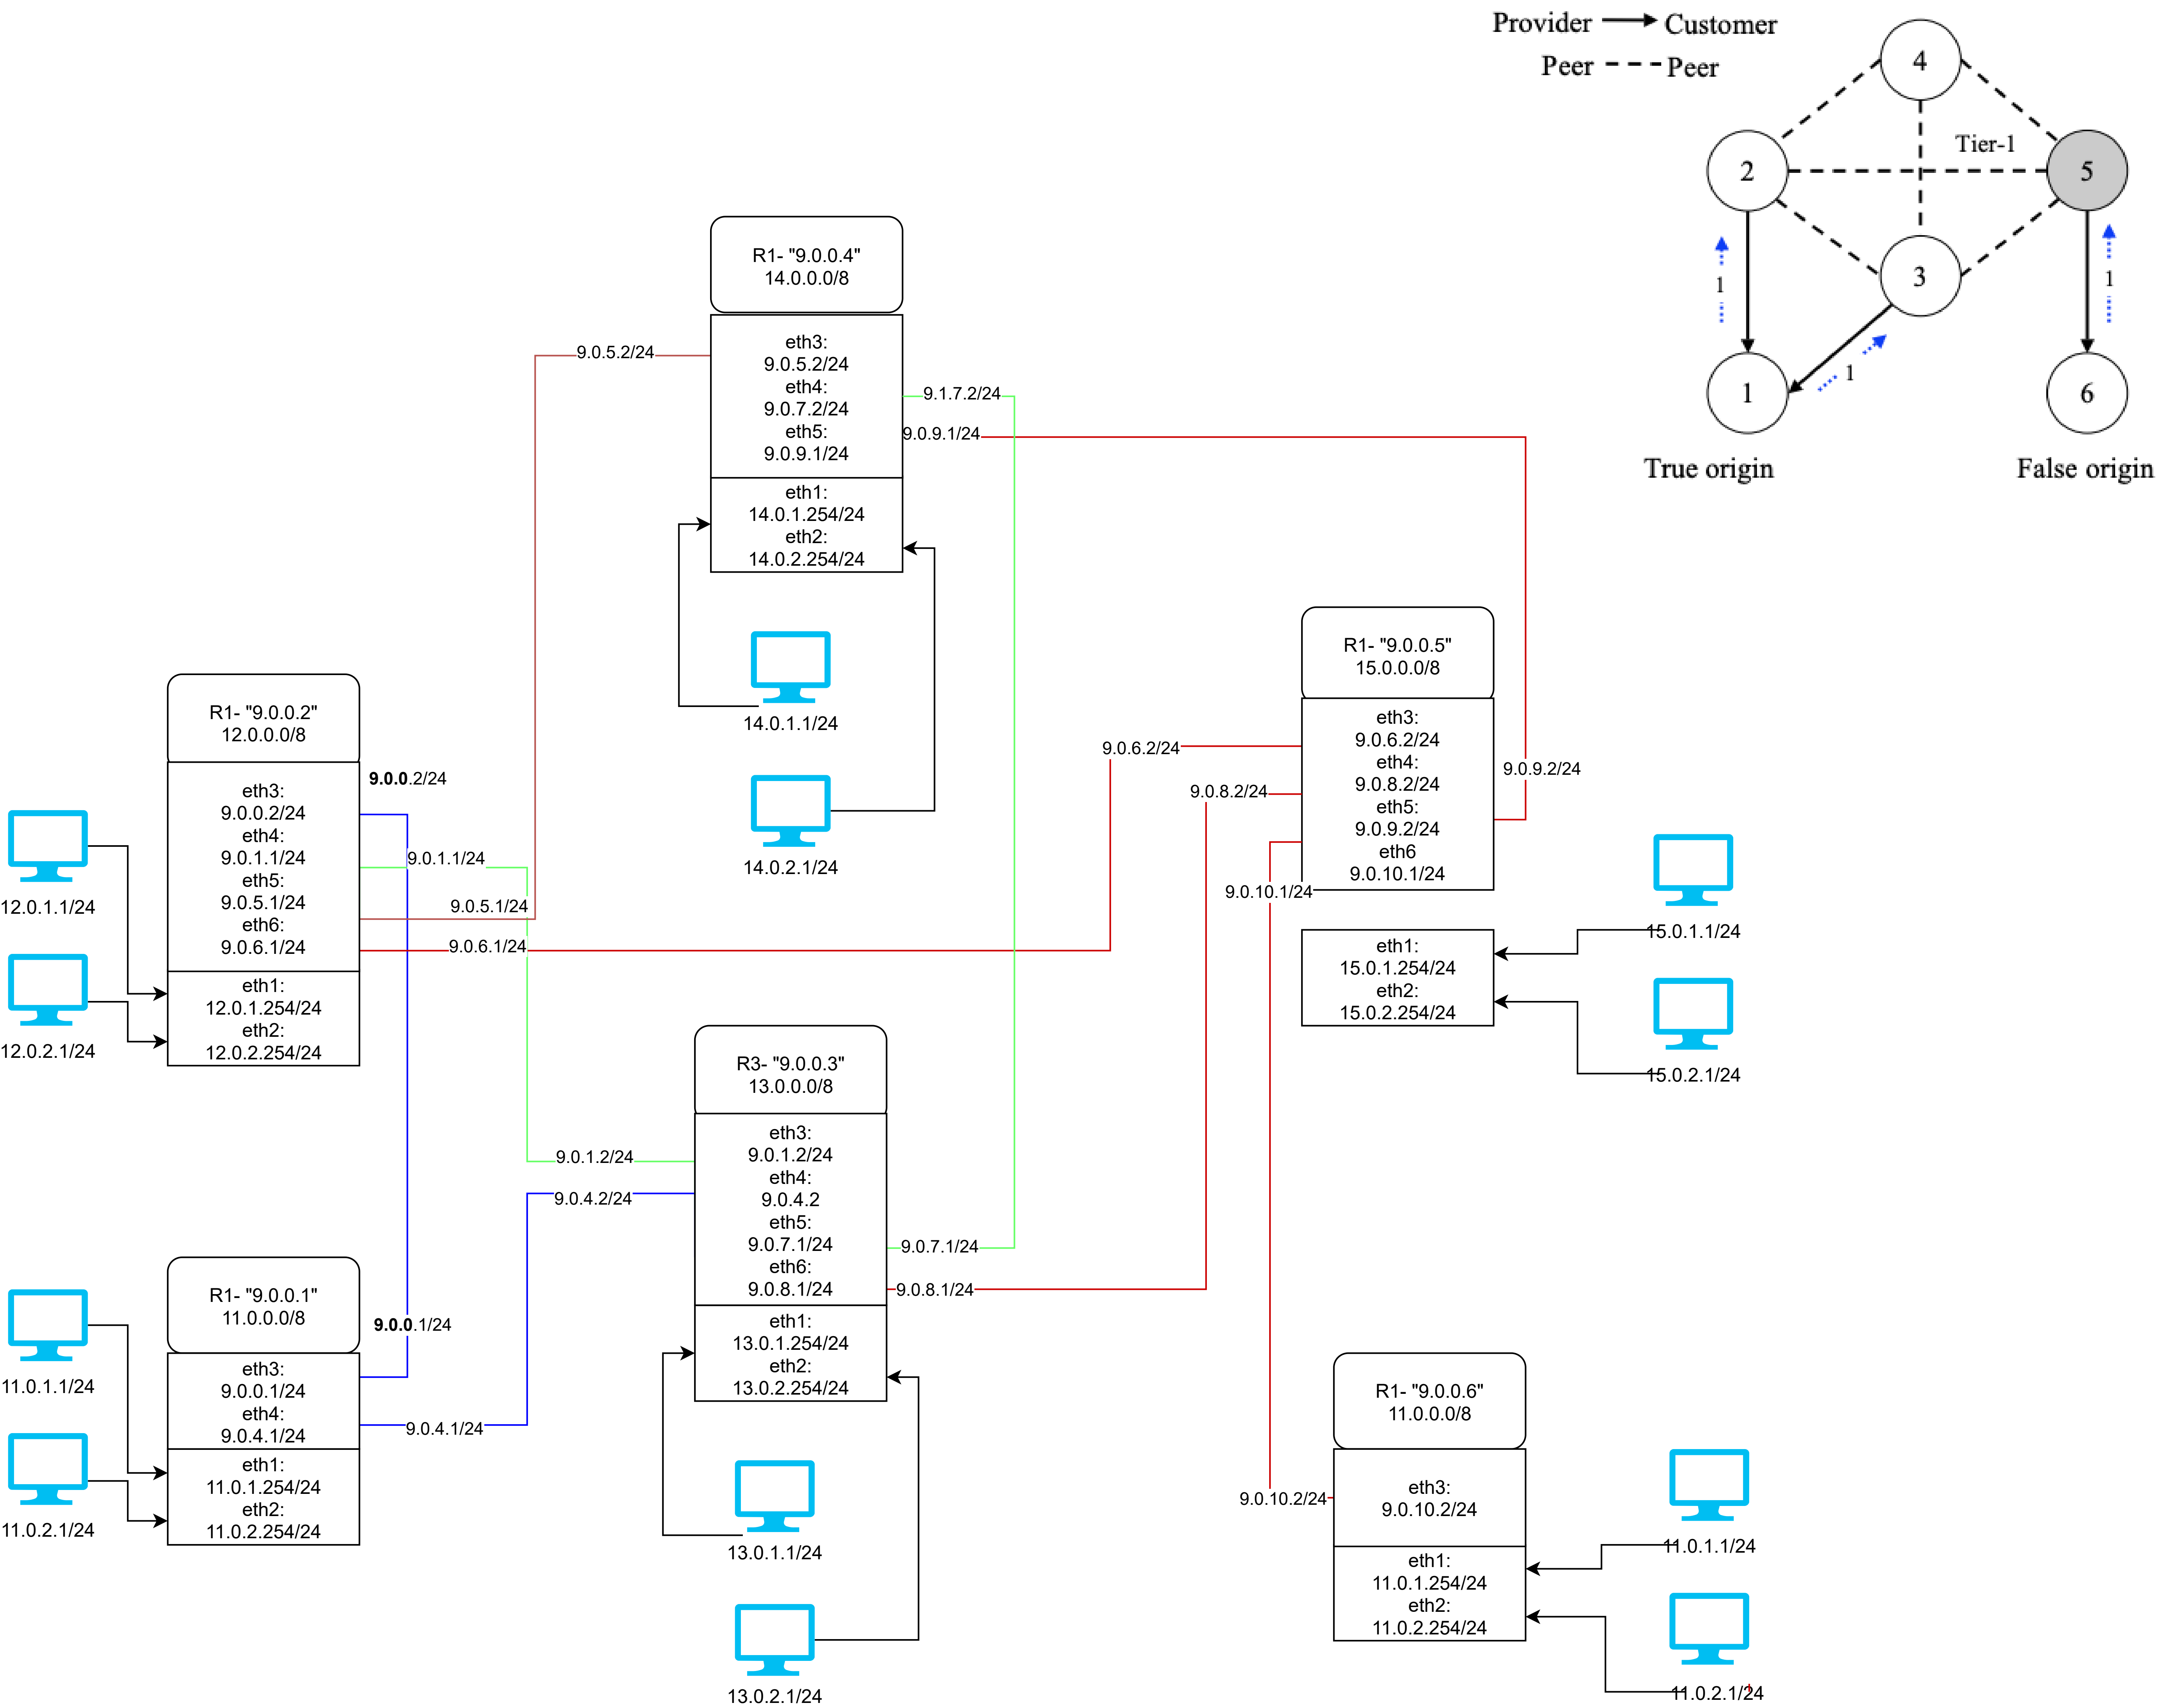 Provider
Customer
Peer
Peer
4
Tier-1
2
5
3
1
1
1
1
6
True origin
False origin
R1- "9.0.0.4"
14.0.0.0/8
eth3:
9.0.5.2/24
eth4:
9.0.7.2/24
eth5:
9.0.9.1/24
eth1:
14.0.1.254/24
eth2:
14.0.2.254/24
9.0.5.2/24
9.1.7.2/24
9.0.9.1/24
14.0.1.1/24
14.0.2.1/24
R1- "9.0.0.5"
15.0.0.0/8
eth3:
9.0.6.2/24
eth4:
9.0.8.2/24
eth5:
9.0.9.2/24
eth6
9.0.10.1/24
9.0.6.2/24
9.0.8.2/24
9.0.9.2/24
9.0.10.1/24
eth1:
15.0.1.254/24
eth2:
15.0.2.254/24
15.0.1.1/24
15.0.2.1/24
R1- "9.0.0.2"
12.0.0.0/8
eth3:
9.0.0.2/24
eth4:
9.0.1.1/24
eth5:
9.0.5.1/24
eth6:
9.0.6.1/24
eth1:
12.0.1.254/24
eth2:
12.0.2.254/24
9.0.0.2/24
9.0.1.1/24
9.0.5.1/24
9.0.6.1/24
12.0.1.1/24
12.0.2.1/24
R3- "9.0.0.3"
13.0.0.0/8
eth3:
9.0.1.2/24
eth4:
9.0.4.2
eth5:
9.0.7.1/24
eth6:
9.0.8.1/24
eth1:
13.0.1.254/24
eth2:
13.0.2.254/24
9.0.1.2/24
9.0.4.2/24
9.0.7.1/24
9.0.8.1/24
13.0.1.1/24
13.0.2.1/24
R1- "9.0.0.1"
11.0.0.0/8
eth3:
9.0.0.1/24
eth4:
9.0.4.1/24
eth1:
11.0.1.254/24
eth2:
11.0.2.254/24
9.0.0.1/24
9.0.4.1/24
11.0.1.1/24
11.0.2.1/24
R1- "9.0.0.6"
11.0.0.0/8
eth3:
9.0.10.2/24
eth1:
11.0.1.254/24
eth2:
11.0.2.254/24
9.0.10.2/24
11.0.1.1/24
11.0.2.1/24